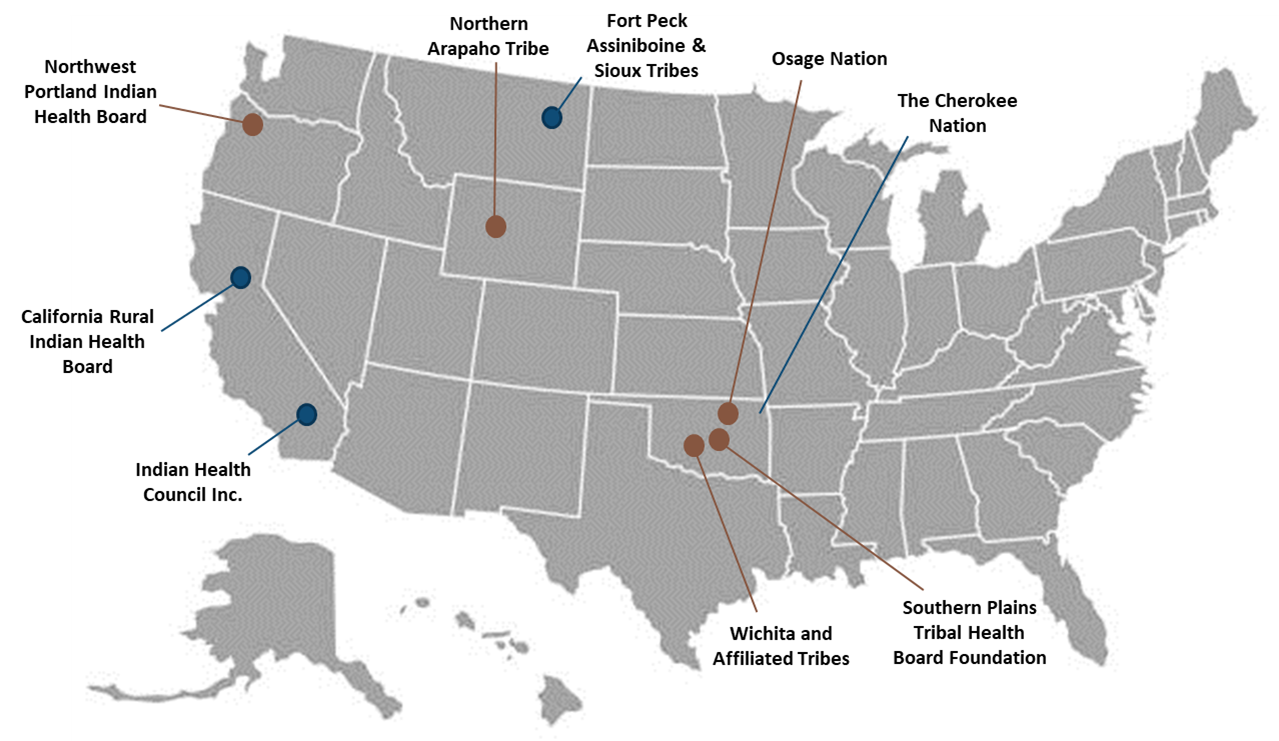 Northern
Arapaho Tribe
Fort Peck
Assiniboine &
Sioux Tribes
Osage Nation
The Cherokee
Nation
Northwest
Portland Indian
Health Board
California Rural
Indian Health
Board
Indian Health
Council Inc.
Wichita and
Affiliated Tribes
Southern Plains
Tribal Health
Board Foundation